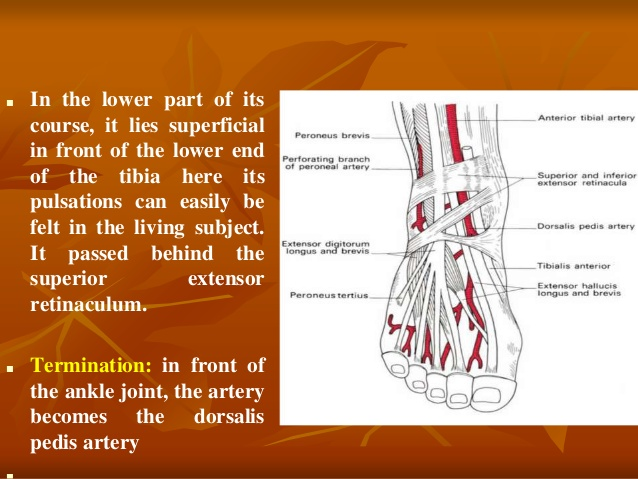 In the lower part of its
course, it lies superficial
in front of the lower end
of the tibia here its
pulsations can easily be
felt in the living subject.
It passed behind the
superior extensor
retinaculum.
Termination: in front of
the ankle joint, the artery
becomes the dorsalis
pedis artery
Peroneus brevis
Perforating branch
of peroneal artery
Extensor digitorum
longus and brevis
Peroneus tertius
Anterior tibial artery
Superior and inferior
extensor retinacula
Dorsalis pedis artery
Tibialis anterior
Extensor hallucis
longus and brevis